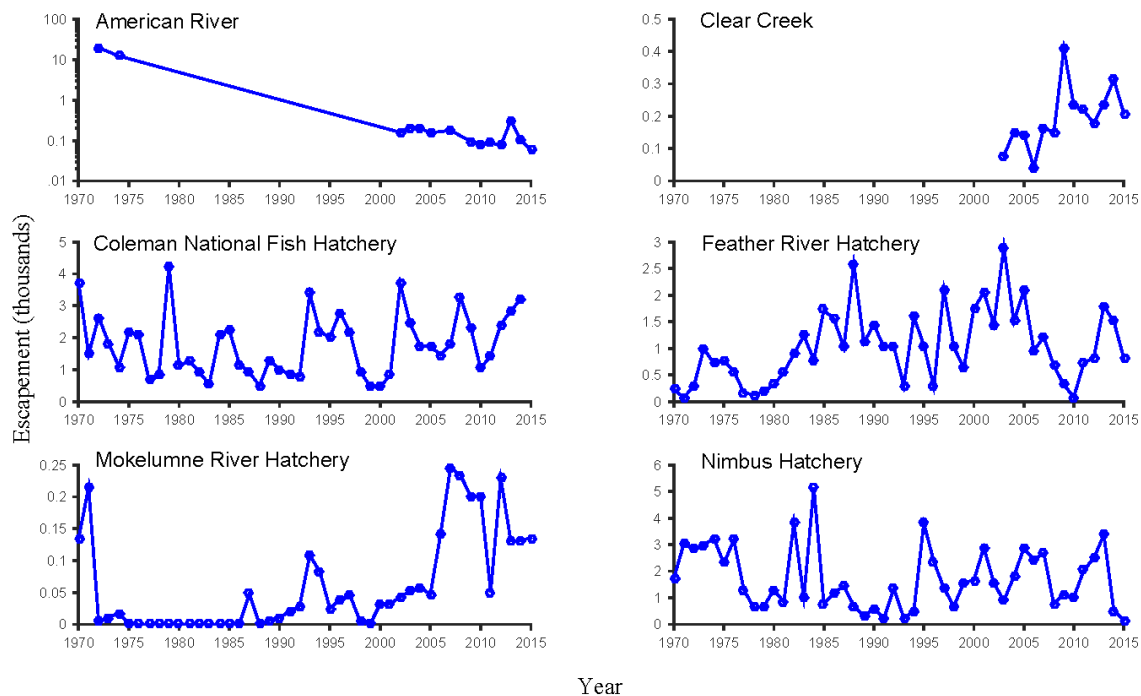 American River
100
10
1
0.1
.01
1970 1975 1980 1985 1990 1995 2000 2005 2010 2015
Clear Creek
0.5
0.4
0.3
0.2
0.1
0
1970 1975 1980 1985 1990 1995 2000 2005 2010 2015
Escapement (thousands)
Coleman National Fish Hatchery
5
4
3
2
1
0
1970 1975 1980 1985 1990 1995 2000 2005 2010 2015
Feather River Hatchery
3
2.5
2
1.5
1
0.5
0
1970 1975 1980 1985 1990 1995 2000 2005 2010 2015
Mokelumne River Hatchery
0.25
0.2
0.15
0.1
0.05
0
1970 1975 1980 1985 1990 1995 2000 2005 2010 2015
Nimbus Hatchery
6
5
4
3
2
1
0
1970 1975 1980 1985 1990 1995 2000 2005 2010 2015
Year